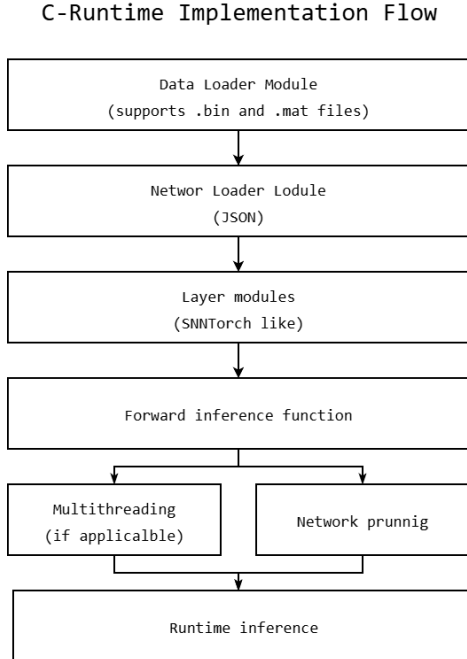 C-Runtime Implementation Flow
Data Loader Module
(supports .bin and .mat files)
Networ Loader Lodule
(JSON)
Layer modules
(SNNTorch like)
Forward inference function
Multithreading
(if applicalble)
Network prunnig
Runtime inference